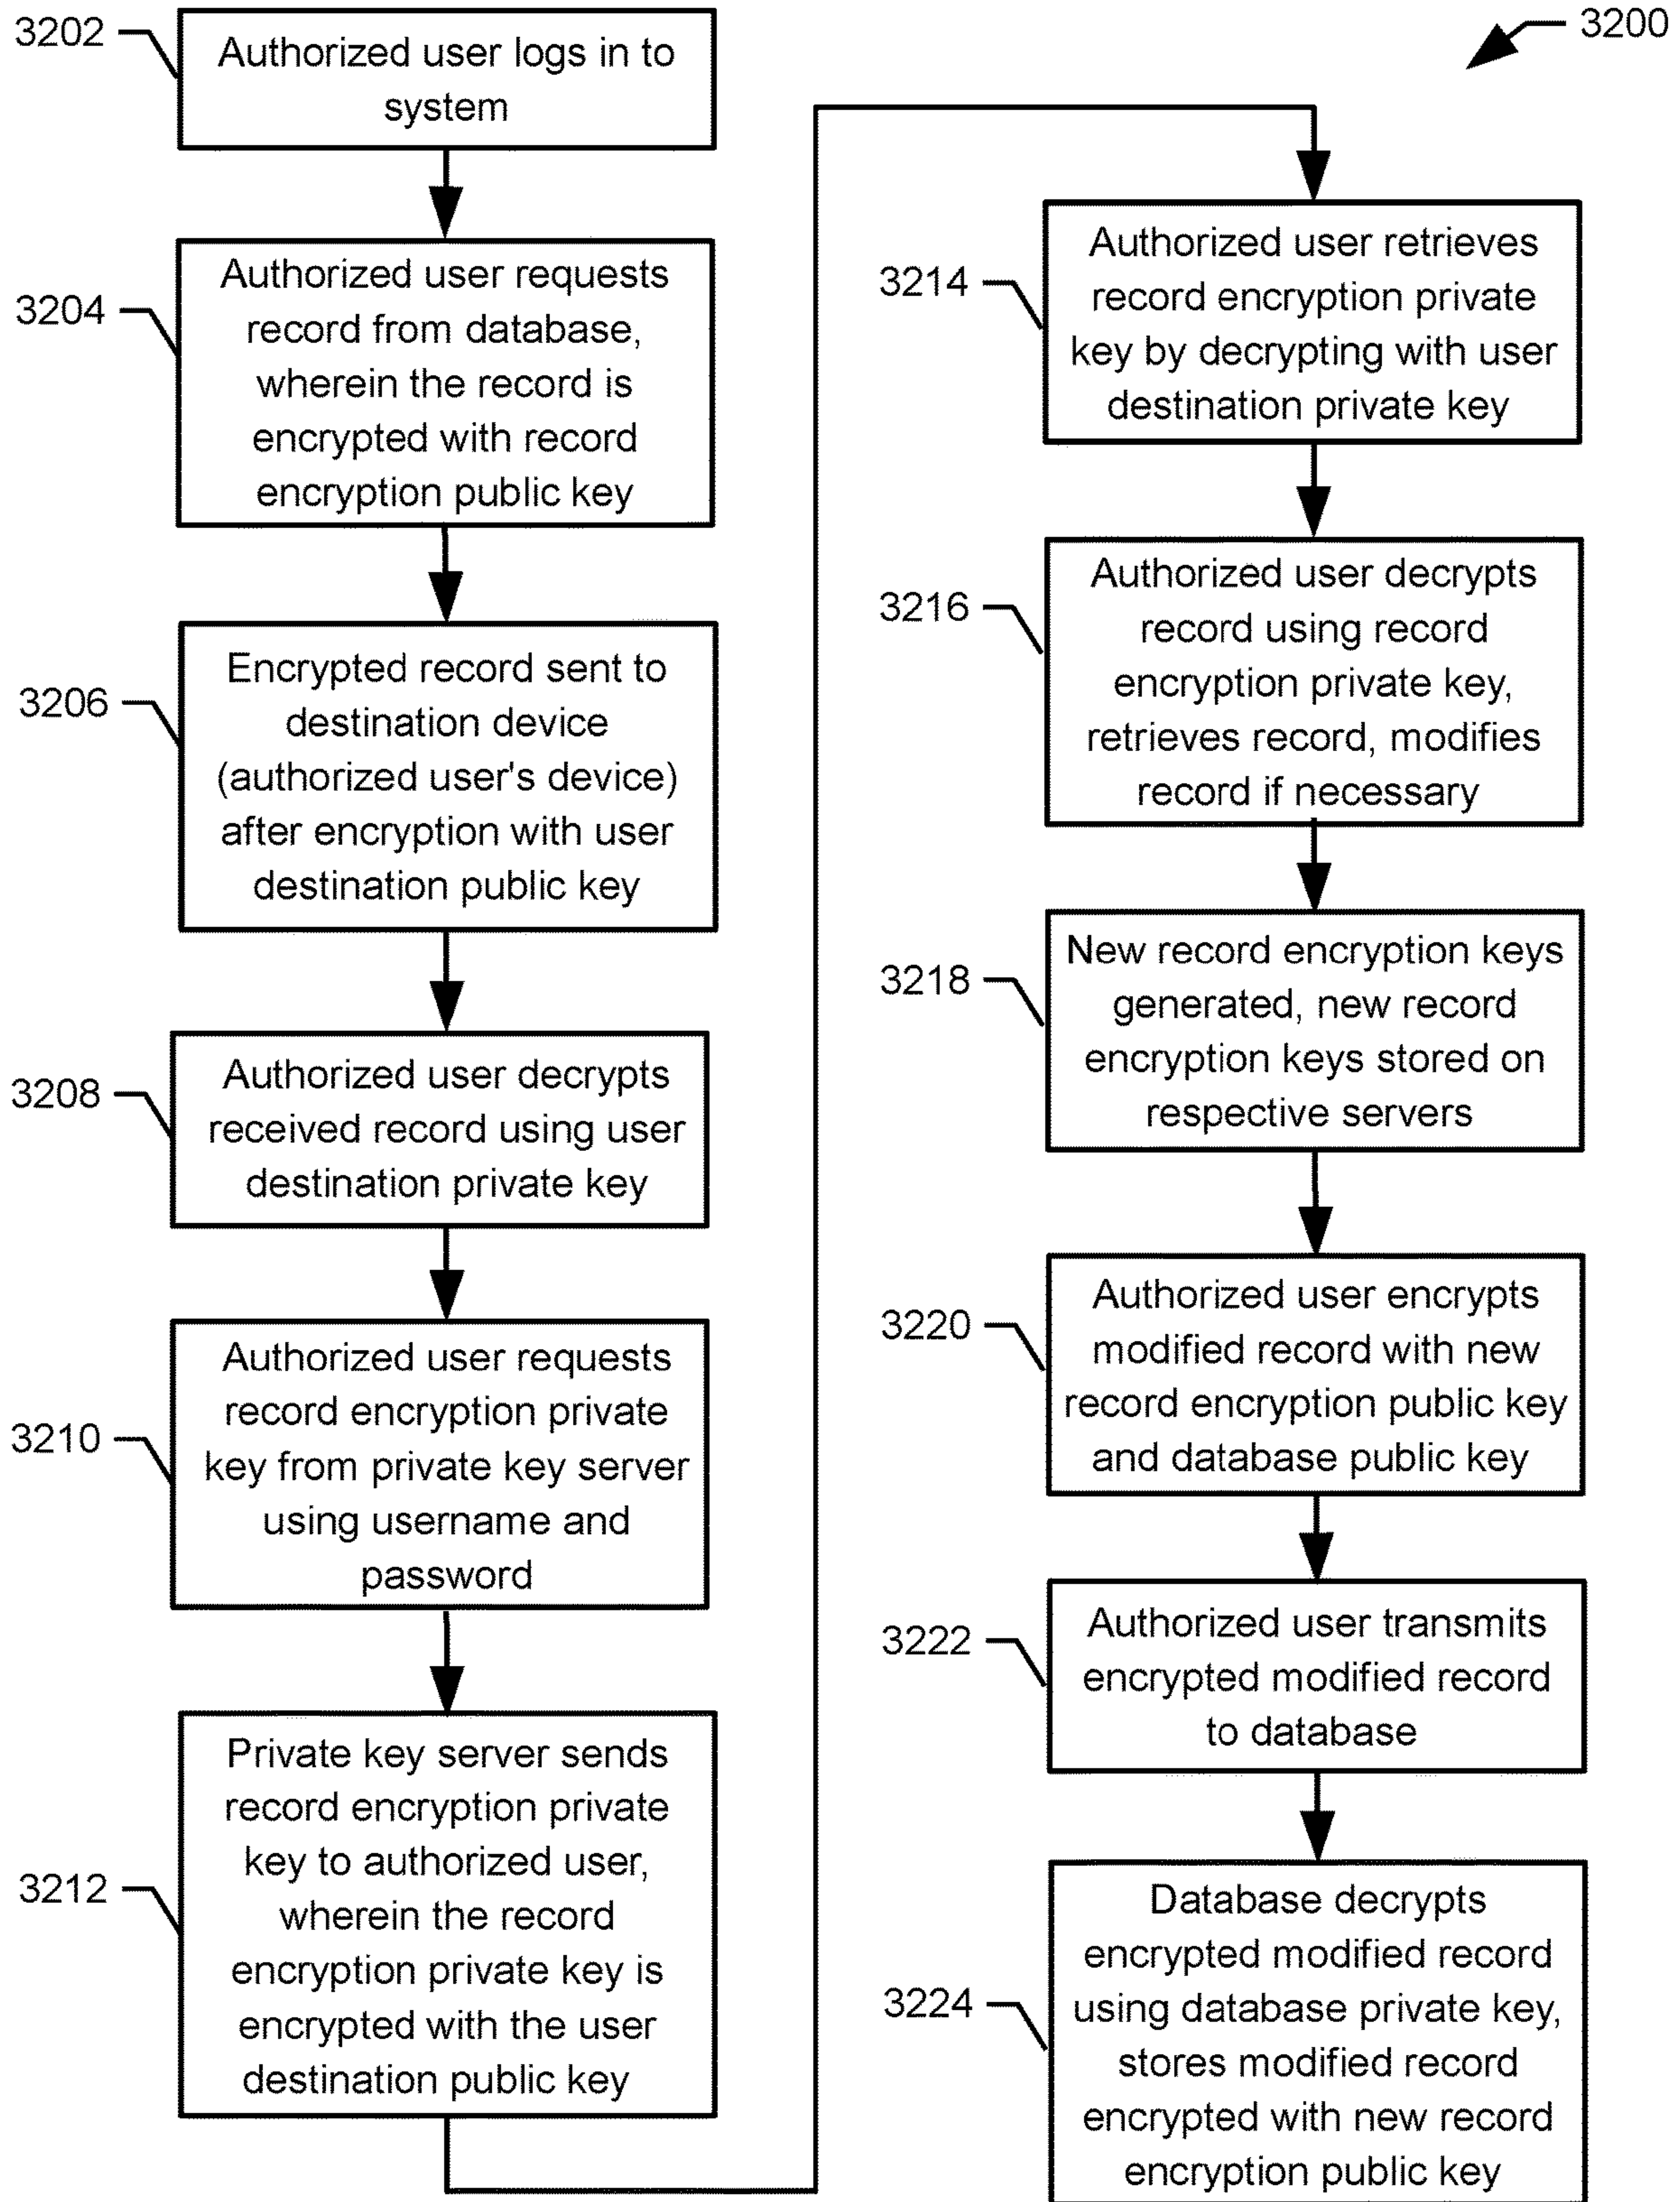 3200
3202
Authorized user logs in to
system
3204
Authorized user requests
record from database,
wherein the record is
encrypted with record
encryption public key
3206
Encrypted record sent to
destination device
(authorized user's device)
after encryption with user
destination public key
3208
Authorized user decrypts
received record using user
destination private key
3210
Authorized user requests
record encryption private
key from private key server
using username and
password
3212
Private key server sends
record encryption private
key to authorized user,
wherein the record
encryption private key is
encrypted with the user
destination public key
3214
Authorized user retrieves
record encryption private
key by decrypting with user
destination private key
3216
Authorized user decrypts
record using record
encryption private key,
retrieves record, modifies
record if necessary
3218
New record encryption keys
generated, new record
encryption keys stored on
respective servers
3220
Authorized user encrypts
modified record with new
record encryption public key
and database public key
3222
Authorized user transmits
encrypted modified record
to database
3224
Database decrypts
encrypted modified record
using database private key,
stores modified record
encrypted with new record
encryption public key